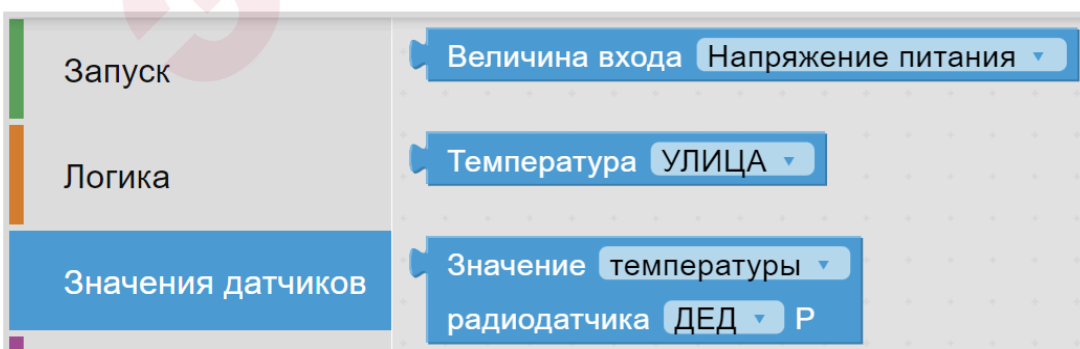 Запуск
Логика
Значения датчиков
Величина входа Напряжение питания
Температура УЛИЦА
Значение температуры
радиодатчика ДЕД Р